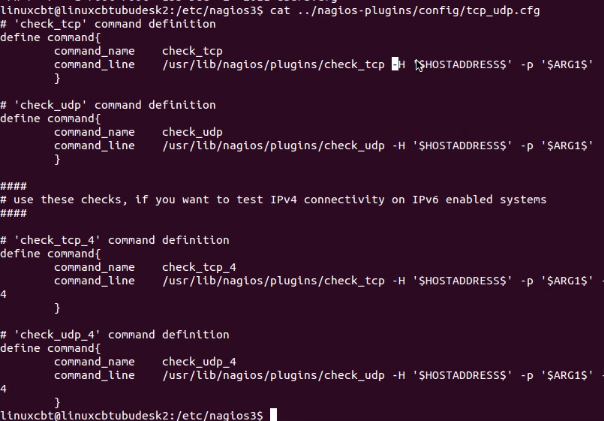 linuxcbt@linuxcbtubudesk2:/etc/nagios3$ cat ../nagios-plugins/config/tcp_udp.cfg
# 'check_tcp' command definition
define command{
        command_name    check_tcp
        command_line    /usr/lib/nagios/plugins/check_tcp -H '$HOSTADDRESS$' -p '$ARG1$'
        }

# 'check_udp' command definition
define command{
        command_name    check_udp
        command_line    /usr/lib/nagios/plugins/check_udp -H '$HOSTADDRESS$' -p '$ARG1$'
        }

####
# use these checks, if you want to test IPv4 connectivity on IPv6 enabled systems
####

# 'check_tcp_4' command definition
define command{
        command_name    check_tcp_4
        command_line    /usr/lib/nagios/plugins/check_tcp -H '$HOSTADDRESS$' -p '$ARG1$' -
4
        }

# 'check_udp_4' command definition
define command{
        command_name    check_udp_4
        command_line    /usr/lib/nagios/plugins/check_udp -H '$HOSTADDRESS$' -p '$ARG1$' -
4
        }
linuxcbt@linuxcbtubudesk2:/etc/nagios3$